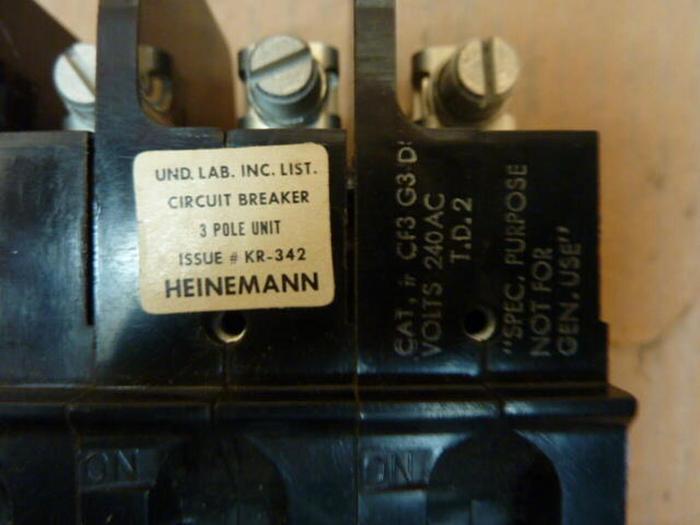 UND. LAB. INC. LIST.
CIRCUIT BREAKER
3 POLE UNIT
ISSUE # KR-342
HEINEMANN
CAT. # CF3 G3
VOLTS 240AC
T.D. 2
"SPEC. PURPOSE
NOT FOR
GEN. USE"
ON
ON